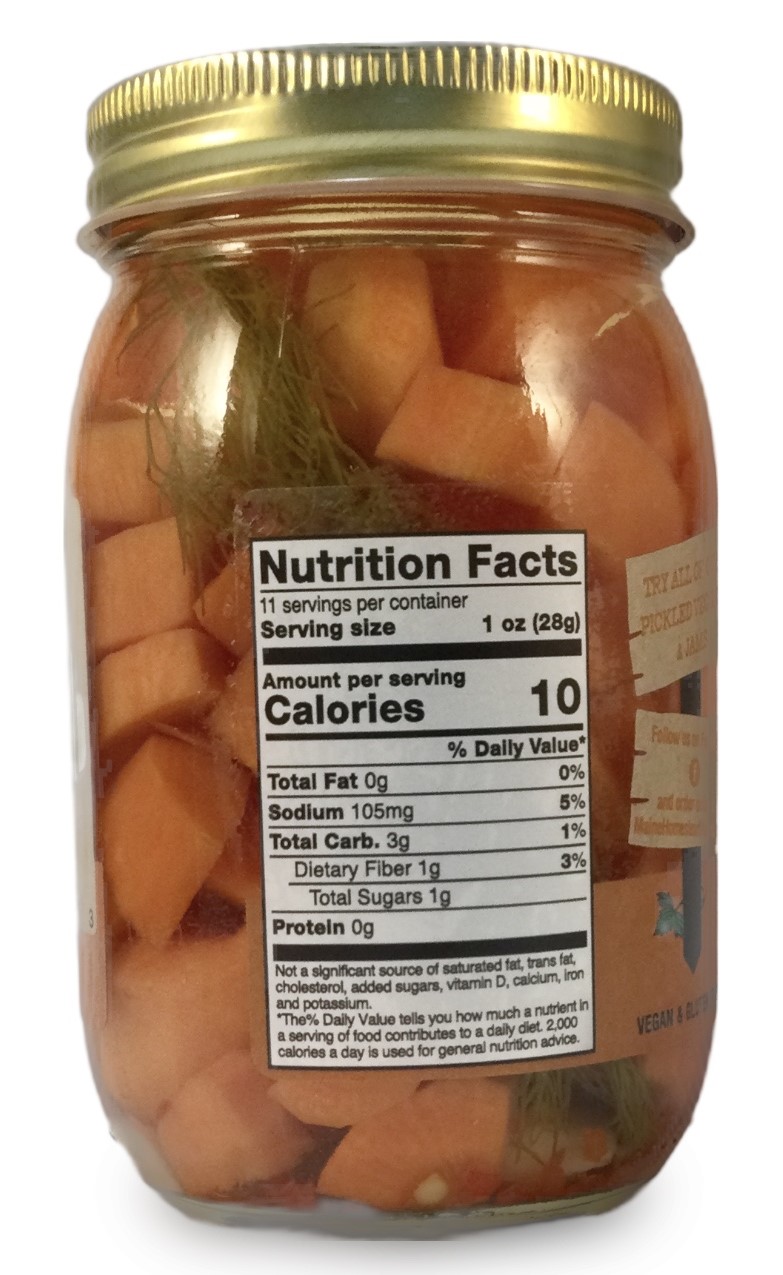 Nutrition Facts
11 servings per container
Serving size 1 oz (28g)
Amount per serving
Calories 10
% Daily Value*
Total Fat 0g 0%
Sodium 105mg 5%
Total Carb. 3g 1%
Dietary Fiber 1g 3%
Total Sugars 1g
Protein 0g
Not a significant source of saturated fat, trans fat,
cholesterol, added sugars, vitamin D, calcium, iron
and potassium.
*The% Daily Value tells you how much a nutrient in
a serving of food contributes to a daily diet. 2,000
calories a day is used for general nutrition advice.
TRY ALL
PICKLED
&
Follow us
and
VEGAN &